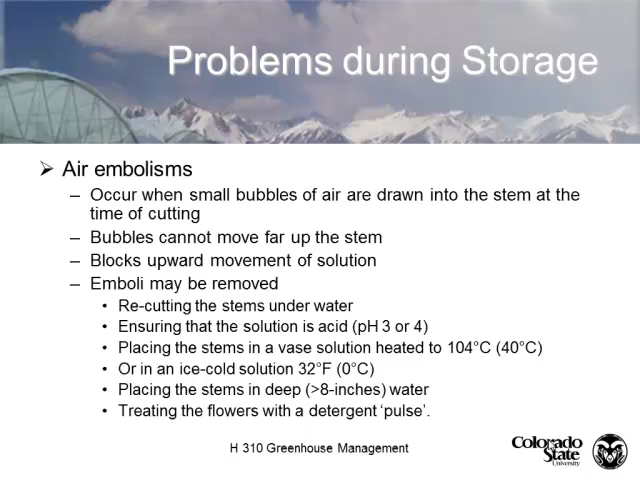 Problems during Storage
➢ Air embolisms
– Occur when small bubbles of air are drawn into the stem at the
time of cutting
– Bubbles cannot move far up the stem
– Blocks upward movement of solution
– Emboli may be removed
• Re-cutting the stems under water
• Ensuring that the solution is acid (pH 3 or 4)
• Placing the stems in a vase solution heated to 104°C (40°C)
• Or in an ice-cold solution 32°F (0°C)
• Placing the stems in deep (>8-inches) water
• Treating the flowers with a detergent ‘pulse’.
H 310 Greenhouse Management
Colorado
State
University